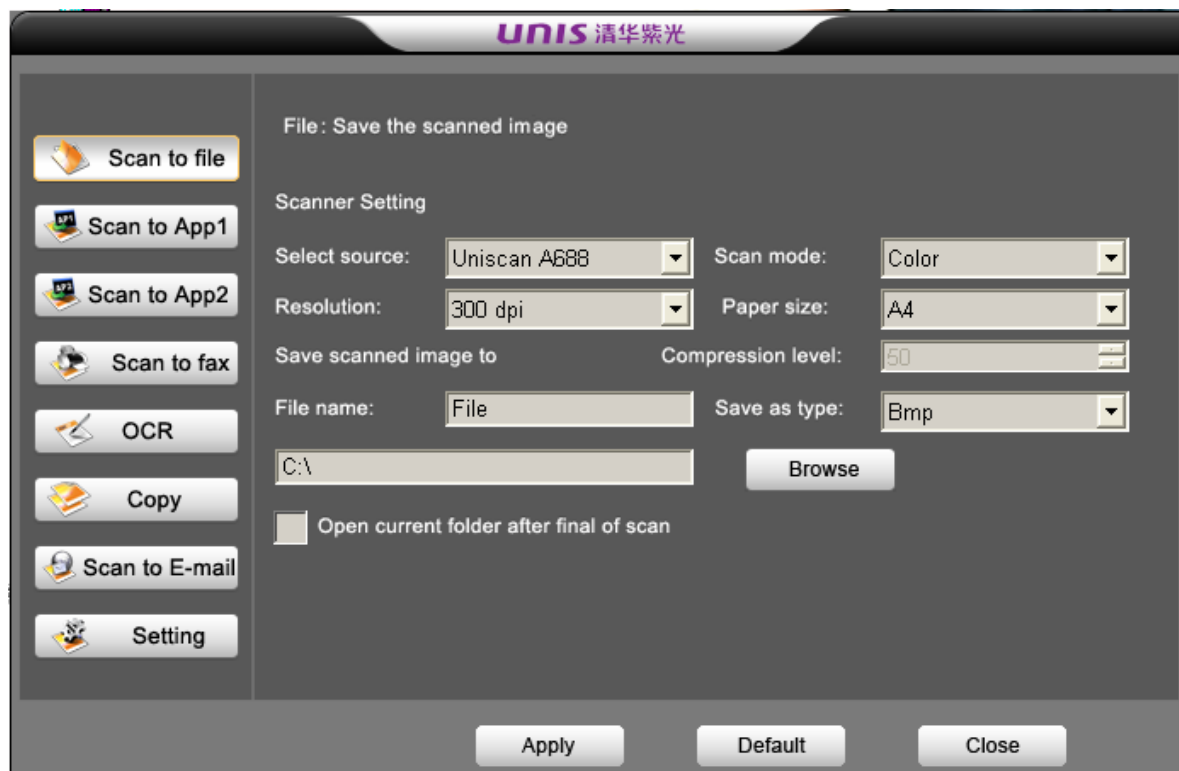 UNIS 清华紫光
Scan to file
Scan to App1
Scan to App2
Scan to fax
OCR
Copy
Scan to E-mail
Setting
File: Save the scanned image
Scanner Setting
Select source: Uniscan A688 Scan mode: Color
Resolution: 300 dpi Paper size: A4
Save scanned image to Compression level: 50
File name: File Save as type: Bmp
C:\ Browse
Open current folder after final of scan
Apply Default Close